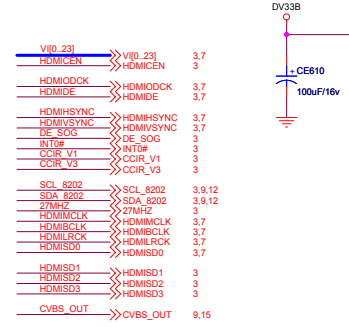 DV33B
VI[0..23] VI[0..23] 3,7
HDMICEN HDMICEN 3
+ CE610
HDMIODCK HDMIODCK 3,7
100uF/16v
HDMIDE HDMIDE 3,7
HDMIHSYNC HDMIHSYNC 3,7
HDMIVSYNC HDMIVSYNC 3,7
DE_SOG DE_SOG 3
INT0# INT0# 3
CCIR_V1 CCIR_V1 3
CCIR_V3 CCIR_V3 3
SCL_8202 SCL_8202 3,9,12
SDA_8202 SDA_8202 3,9,12
27MHZ 27MHZ 3
HDMIMCLK HDMIMCLK 3,7
HDMIBCLK HDMIBCLK 3,7
HDMILRCK HDMILRCK 3,7
HDMISD0 HDMISD0 3,7
HDMISD1 HDMISD1 3
HDMISD2 HDMISD2 3
HDMISD3 HDMISD3 3
CVBS_OUT CVBS_OUT 9,15